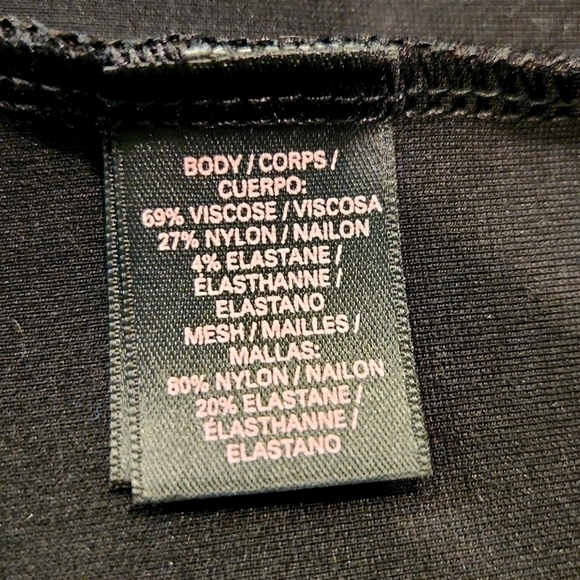 BODY / CORPS /
CUERPO:
69% VISCOSE / VISCOSA
27% NYLON / NAILON
4% ELASTANE /
ÉLASTHANNE /
ELASTANO
MESH / MAILLES /
MALLAS:
80% NYLON / NAILON
20% ELASTANE /
ÉLASTHANNE /
ELASTANO